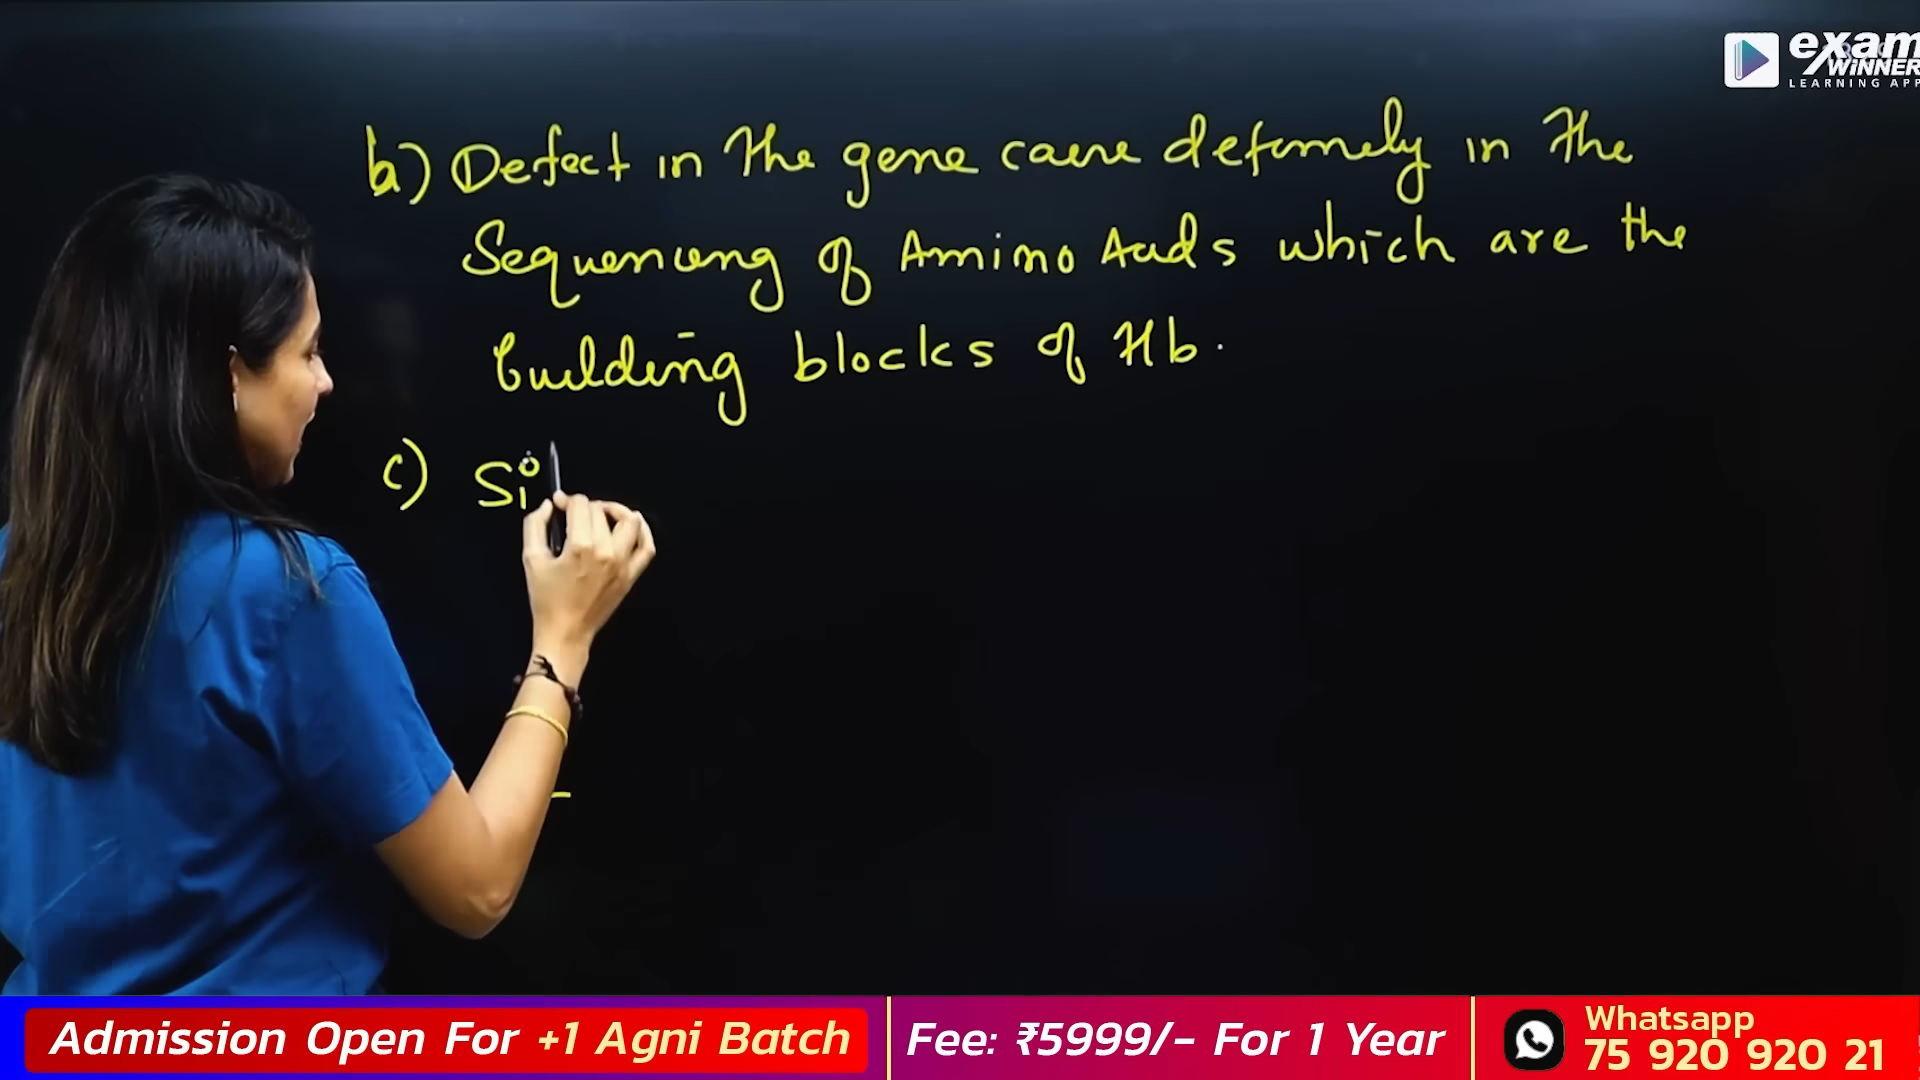 exam
WINNER
LEARNING APP
b) Defect in the gene cause deformely in the
Sequencing of Amino Acids which are the
building blocks of Hb.
c) Si
Admission Open For +1 Agni Batch
Fee: ₹5999/- For 1 Year
Whatsapp
75 920 920 21